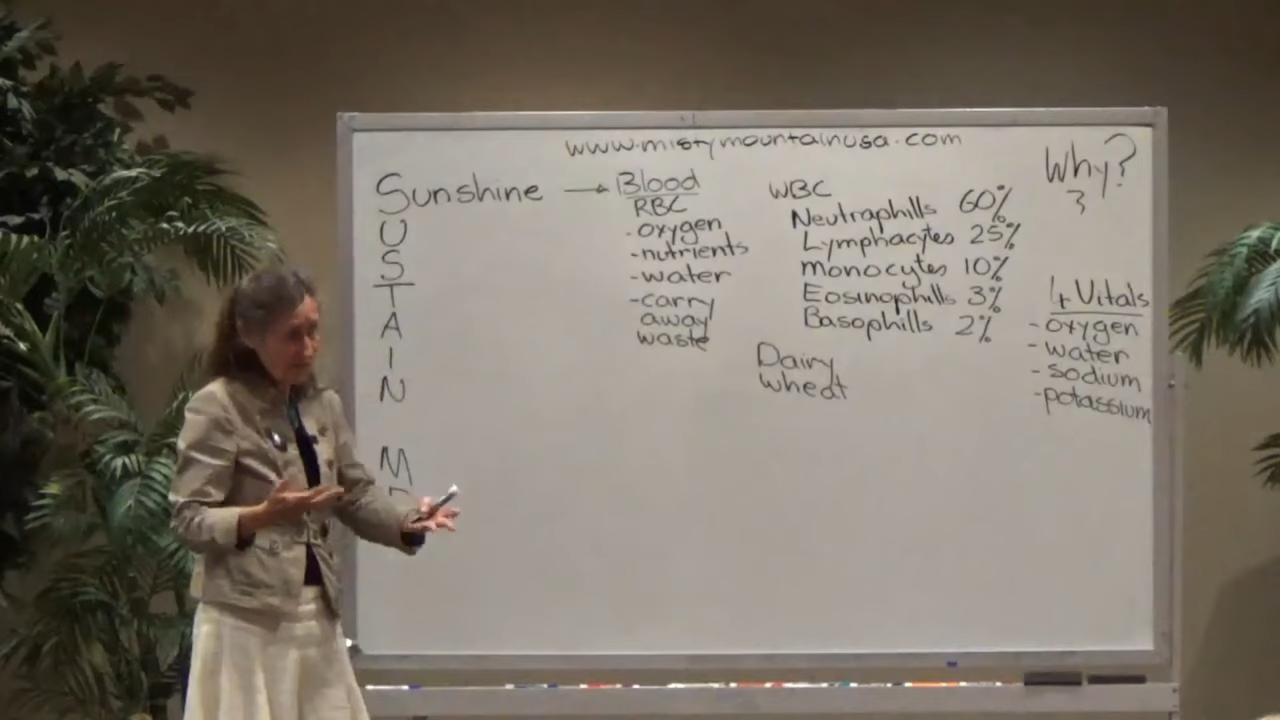 www.mistymountainusa.com
Sunshine → Blood
U
S
T
A
I
N
M
RBC
- oxygen
- nutrients
- water
- carry
away
waste
WBC
Neutraphills 60%
Lymphacytes 25%
monocytes 10%
Eosinophills 3%
Basophills 2%
Dairy
wheat
Why?
3
4 Vitals
- oxygen
- water
- sodium
- potassium